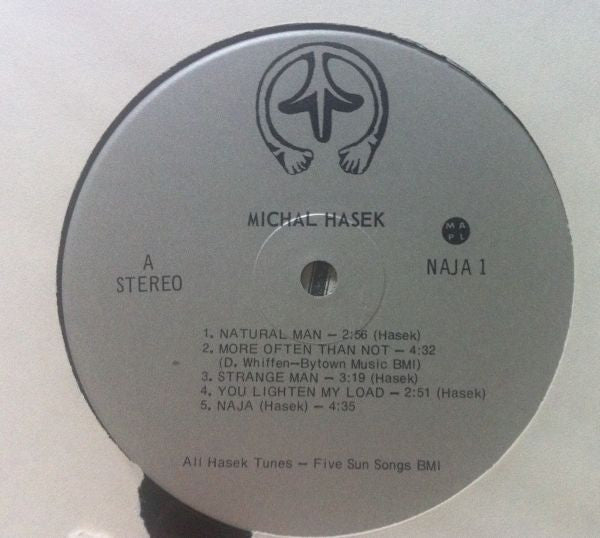 MICHAL HASEK
MA
PL
A
STEREO
NAJA 1
1. NATURAL MAN — 2:56 (Hasek)
2. MORE OFTEN THAN NOT — 4:32
(D. Whiffen—Bytown Music BMI)
3. STRANGE MAN — 3:19 (Hasek)
4. YOU LIGHTEN MY LOAD — 2:51 (Hasek)
5. NAJA (Hasek) — 4:35
All Hasek Tunes — Five Sun Songs BMI